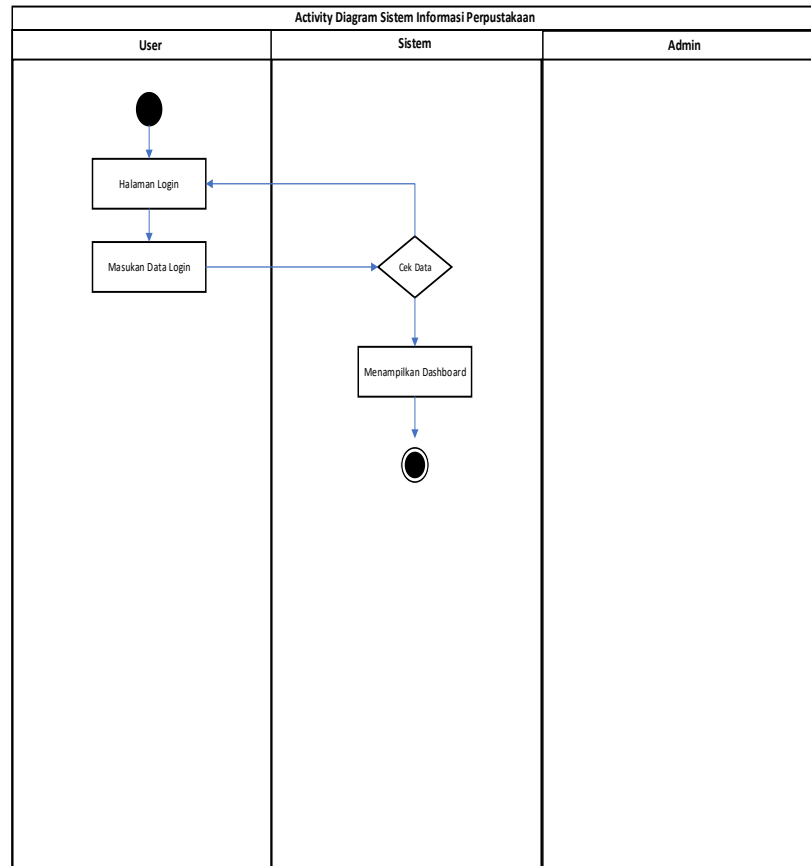 Activity Diagram Sistem Informasi Perpustakaan
User
Sistem
Admin
Halaman Login
Masukan Data Login
Cek Data
Menampilkan Dashboard